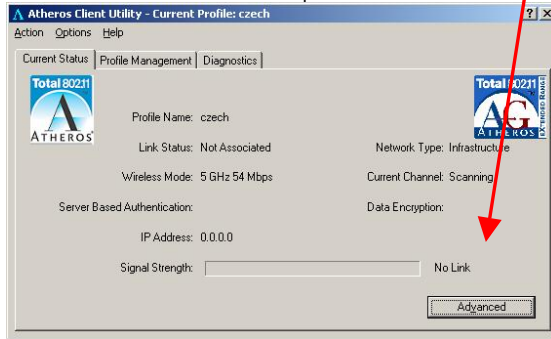 Atheros Client Utility - Current Profile: czech
Action Options Help
Current Status Profile Management Diagnostics
Total 802.11
ATHEROS
Total 802.11
AG
ATHEROS
EXTENDED RANGE
Profile Name: czech
Link Status: Not Associated
Network Type: Infrastructure
Wireless Mode: 5 GHz 54 Mbps
Current Channel: Scanning
Server Based Authentication:
Data Encryption:
IP Address: 0.0.0.0
Signal Strength:
No Link
Advanced